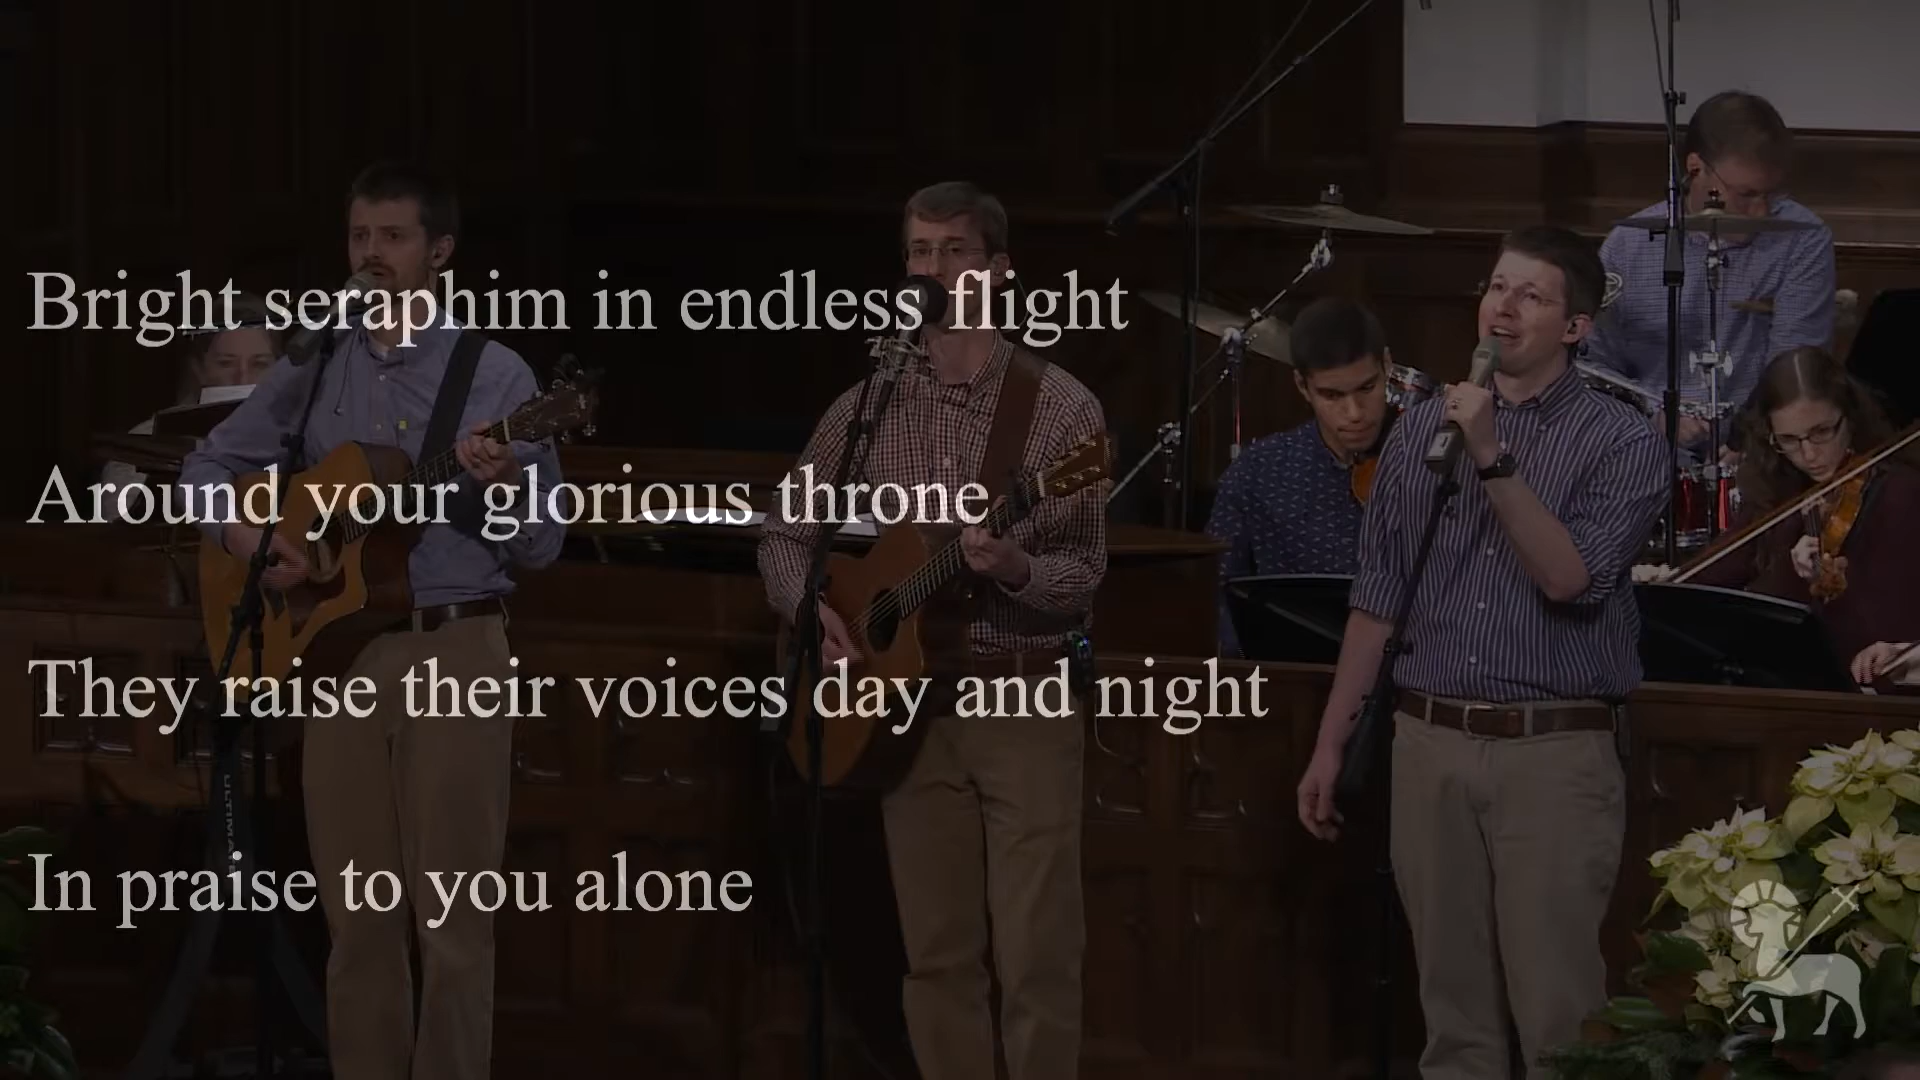 Bright seraphim in endless flight
Around your glorious throne
They raise their voices day and night
In praise to you alone